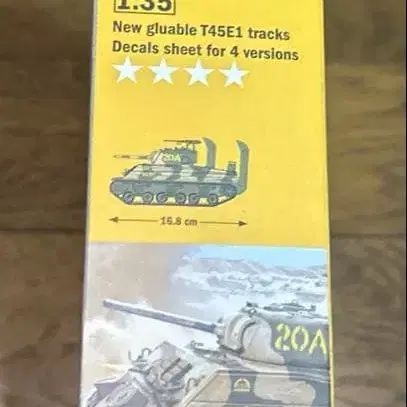 1:35
New gluable T45E1 tracks
Decals sheet for 4 versions
20A
16.8 cm
20A